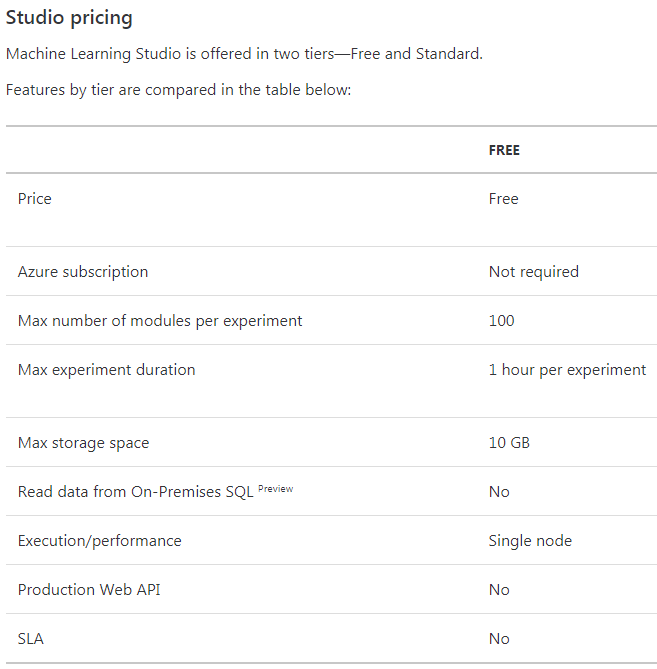 Studio pricing
Machine Learning Studio is offered in two tiers—Free and Standard.
Features by tier are compared in the table below:
FREE
Price Free
Azure subscription Not required
Max number of modules per experiment 100
Max experiment duration 1 hour per experiment
Max storage space 10 GB
Read data from On-Premises SQL Preview No
Execution/performance Single node
Production Web API No
SLA No